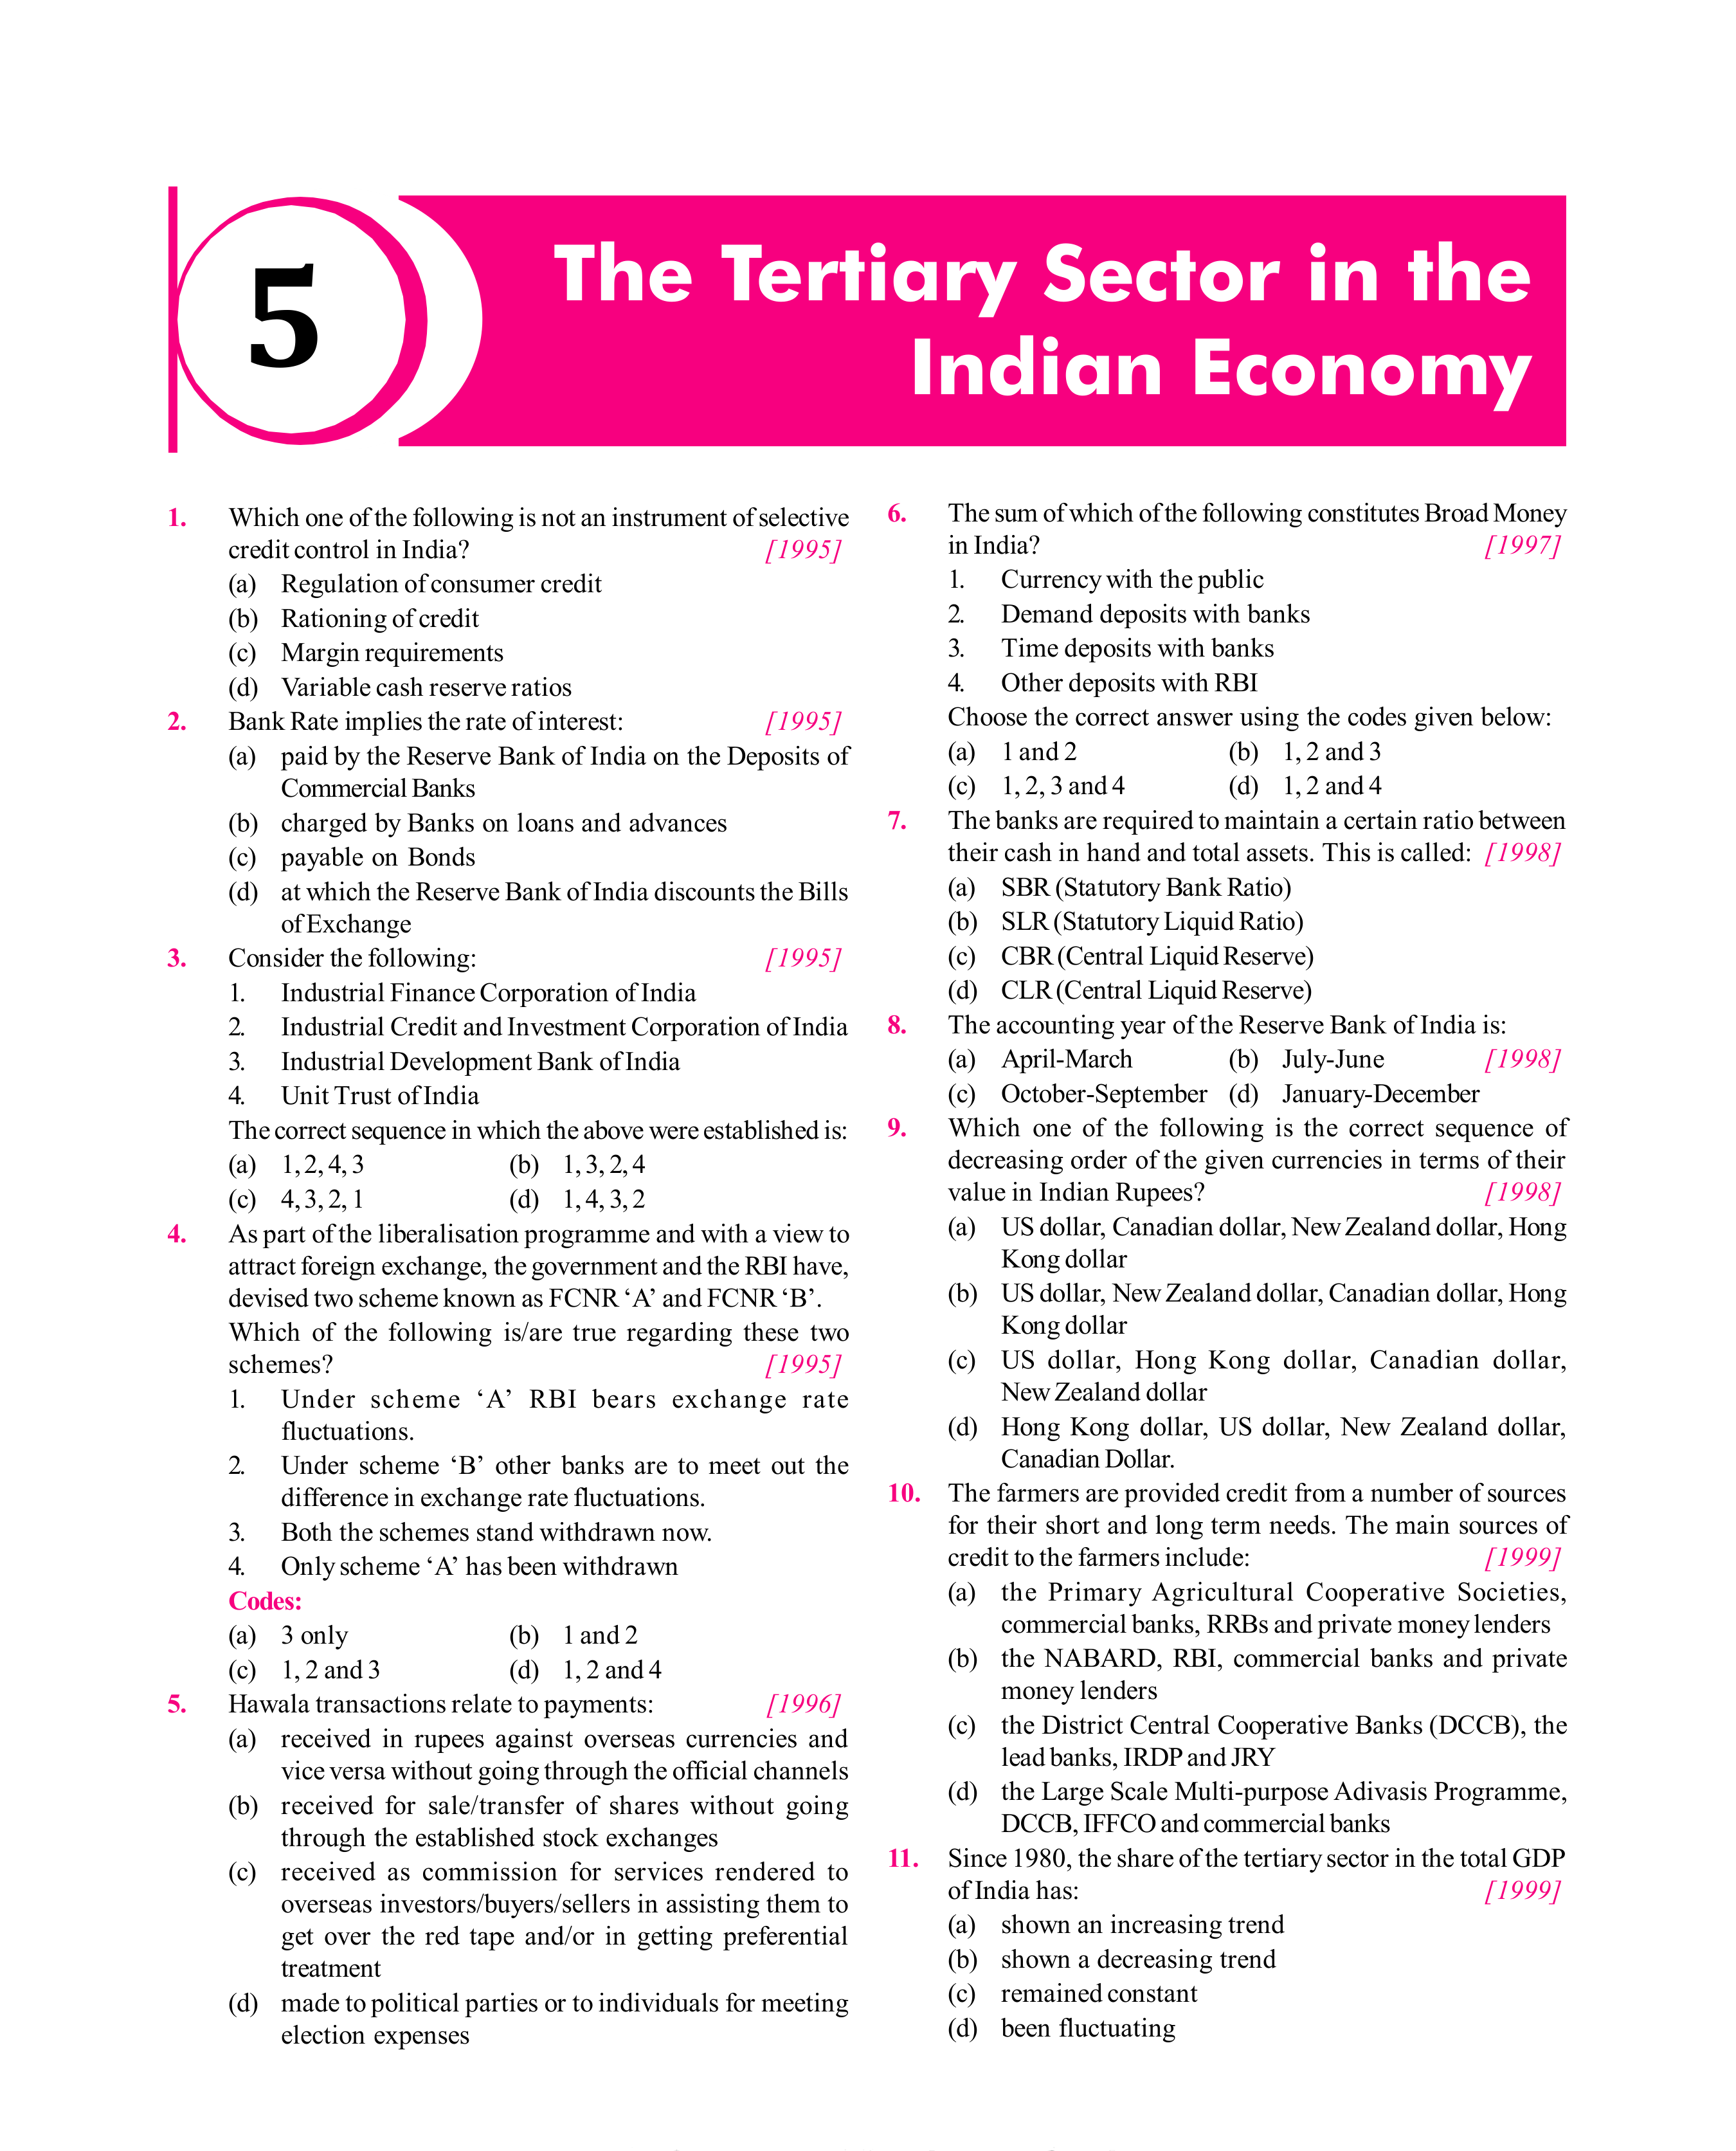 5
The Tertiary Sector in the
Indian Economy
1. Which one of the following is not an instrument of selective
credit control in India? [1995]
(a) Regulation of consumer credit
(b) Rationing of credit
(c) Margin requirements
(d) Variable cash reserve ratios
2. Bank Rate implies the rate of interest: [1995]
(a) paid by the Reserve Bank of India on the Deposits of
Commercial Banks
(b) charged by Banks on loans and advances
(c) payable on Bonds
(d) at which the Reserve Bank of India discounts the Bills
of Exchange
3. Consider the following: [1995]
1. Industrial Finance Corporation of India
2. Industrial Credit and Investment Corporation of India
3. Industrial Development Bank of India
4. Unit Trust of India
The correct sequence in which the above were established is:
(a) 1, 2, 4, 3 (b) 1, 3, 2, 4
(c) 4, 3, 2, 1 (d) 1, 4, 3, 2
4. As part of the liberalisation programme and with a view to
attract foreign exchange, the government and the RBI have,
devised two scheme known as FCNR ‘A’ and FCNR ‘B’.
Which of the following is/are true regarding these two
schemes? [1995]
1. Under scheme ‘A’ RBI bears exchange rate
fluctuations.
2. Under scheme ‘B’ other banks are to meet out the
difference in exchange rate fluctuations.
3. Both the schemes stand withdrawn now.
4. Only scheme ‘A’ has been withdrawn
Codes:
(a) 3 only (b) 1 and 2
(c) 1, 2 and 3 (d) 1, 2 and 4
5. Hawala transactions relate to payments: [1996]
(a) received in rupees against overseas currencies and
vice versa without going through the official channels
(b) received for sale/transfer of shares without going
through the established stock exchanges
(c) received as commission for services rendered to
overseas investors/buyers/sellers in assisting them to
get over the red tape and/or in getting preferential
treatment
(d) made to political parties or to individuals for meeting
election expenses
6. The sum of which of the following constitutes Broad Money
in India? [1997]
1. Currency with the public
2. Demand deposits with banks
3. Time deposits with banks
4. Other deposits with RBI
Choose the correct answer using the codes given below:
(a) 1 and 2 (b) 1, 2 and 3
(c) 1, 2, 3 and 4 (d) 1, 2 and 4
7. The banks are required to maintain a certain ratio between
their cash in hand and total assets. This is called: [1998]
(a) SBR (Statutory Bank Ratio)
(b) SLR (Statutory Liquid Ratio)
(c) CBR (Central Liquid Reserve)
(d) CLR (Central Liquid Reserve)
8. The accounting year of the Reserve Bank of India is:
(a) April-March (b) July-June [1998]
(c) October-September (d) January-December
9. Which one of the following is the correct sequence of
decreasing order of the given currencies in terms of their
value in Indian Rupees? [1998]
(a) US dollar, Canadian dollar, New Zealand dollar, Hong
Kong dollar
(b) US dollar, New Zealand dollar, Canadian dollar, Hong
Kong dollar
(c) US dollar, Hong Kong dollar, Canadian dollar,
New Zealand dollar
(d) Hong Kong dollar, US dollar, New Zealand dollar,
Canadian Dollar.
10. The farmers are provided credit from a number of sources
for their short and long term needs. The main sources of
credit to the farmers include: [1999]
(a) the Primary Agricultural Cooperative Societies,
commercial banks, RRBs and private money lenders
(b) the NABARD, RBI, commercial banks and private
money lenders
(c) the District Central Cooperative Banks (DCCB), the
lead banks, IRDP and JRY
(d) the Large Scale Multi-purpose Adivasis Programme,
DCCB, IFFCO and commercial banks
11. Since 1980, the share of the tertiary sector in the total GDP
of India has: [1999]
(a) shown an increasing trend
(b) shown a decreasing trend
(c) remained constant
(d) been fluctuating